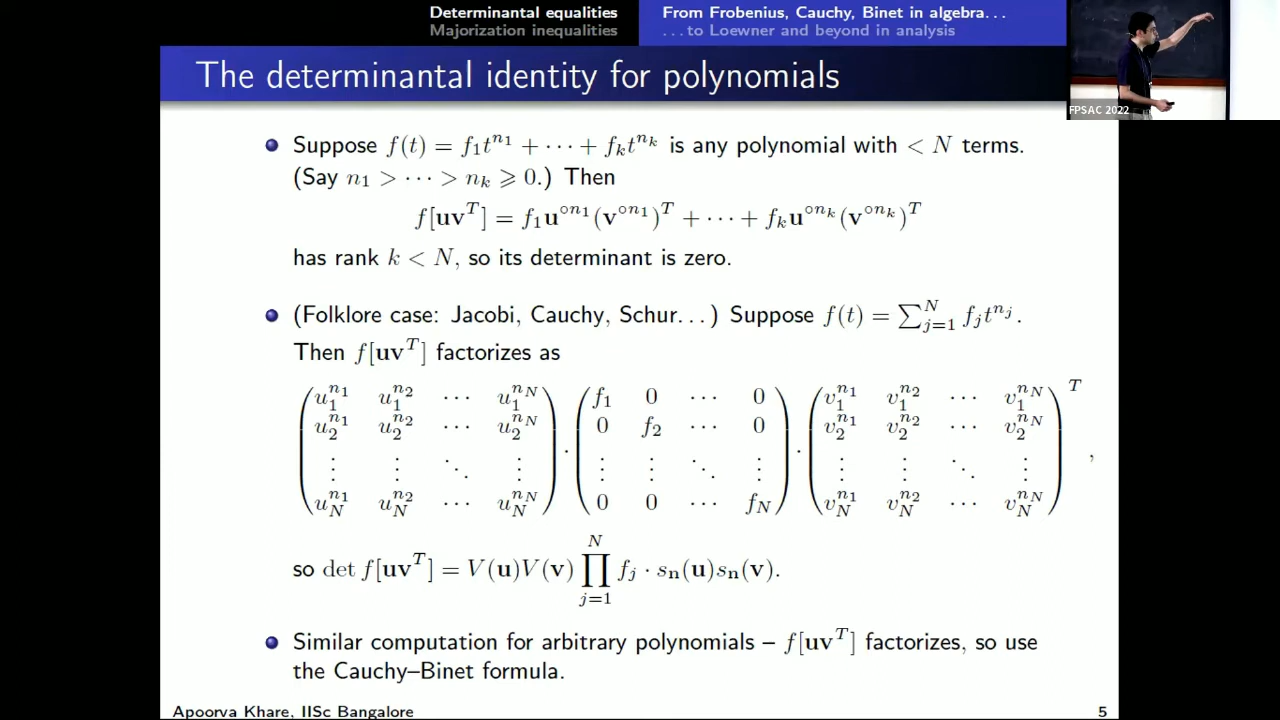 Determinantal equalities
Majorization inequalities
From Frobenius, Cauchy, Binet in algebra...
...to Loewner and beyond in analysis
FPSAC 2022
The determinantal identity for polynomials
Suppose f(t) = f₁t^{n₁} + ··· + f_k t^{n_k} is any polynomial with < N terms.
(Say n₁ > ··· > n_k ⩾ 0.) Then
f[uv^T] = f₁u^{∘n₁}(v^{∘n₁})^T + ··· + f_k u^{∘n_k}(v^{∘n_k})^T
has rank k < N, so its determinant is zero.
(Folklore case: Jacobi, Cauchy, Schur...) Suppose f(t) = ∑_{j=1}^{N} f_j t^{n_j}.
Then f[uv^T] factorizes as
( u₁^{n₁} u₁^{n₂} ··· u₁^{n_N} ) ( f₁ 0 ··· 0 ) ( v₁^{n₁} v₁^{n₂} ··· v₁^{n_N} )^T
( u₂^{n₁} u₂^{n₂} ··· u₂^{n_N} ) ( 0 f₂ ··· 0 ) ( v₂^{n₁} v₂^{n₂} ··· v₂^{n_N} )
( ⋮ ⋮ ⋱ ⋮ ) · ( ⋮ ⋮ ⋱ ⋮ ) · ( ⋮ ⋮ ⋱ ⋮ ) ,
( u_N^{n₁} u_N^{n₂} ··· u_N^{n_N} ) ( 0 0 ··· f_N ) ( v_N^{n₁} v_N^{n₂} ··· v_N^{n_N} )
so det f[uv^T] = V(u)V(v) ∏_{j=1}^{N} f_j · s_n(u)s_n(v).
Similar computation for arbitrary polynomials – f[uv^T] factorizes, so use
the Cauchy–Binet formula.
Apoorva Khare, IISc Bangalore
5